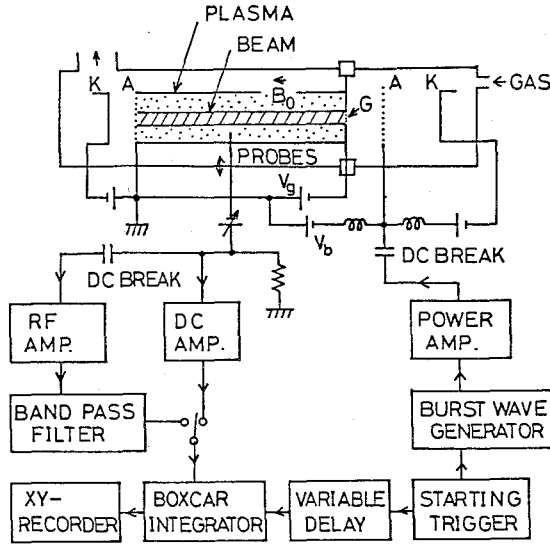 PLASMA
BEAM
K
A
B₀
G
A
K
GAS
PROBES
Vg
Vb
DC BREAK
DC BREAK
RF
AMP.
DC
AMP.
POWER
AMP.
BAND PASS
FILTER
BURST WAVE
GENERATOR
XY-
RECORDER
BOXCAR
INTEGRATOR
VARIABLE
DELAY
STARTING
TRIGGER